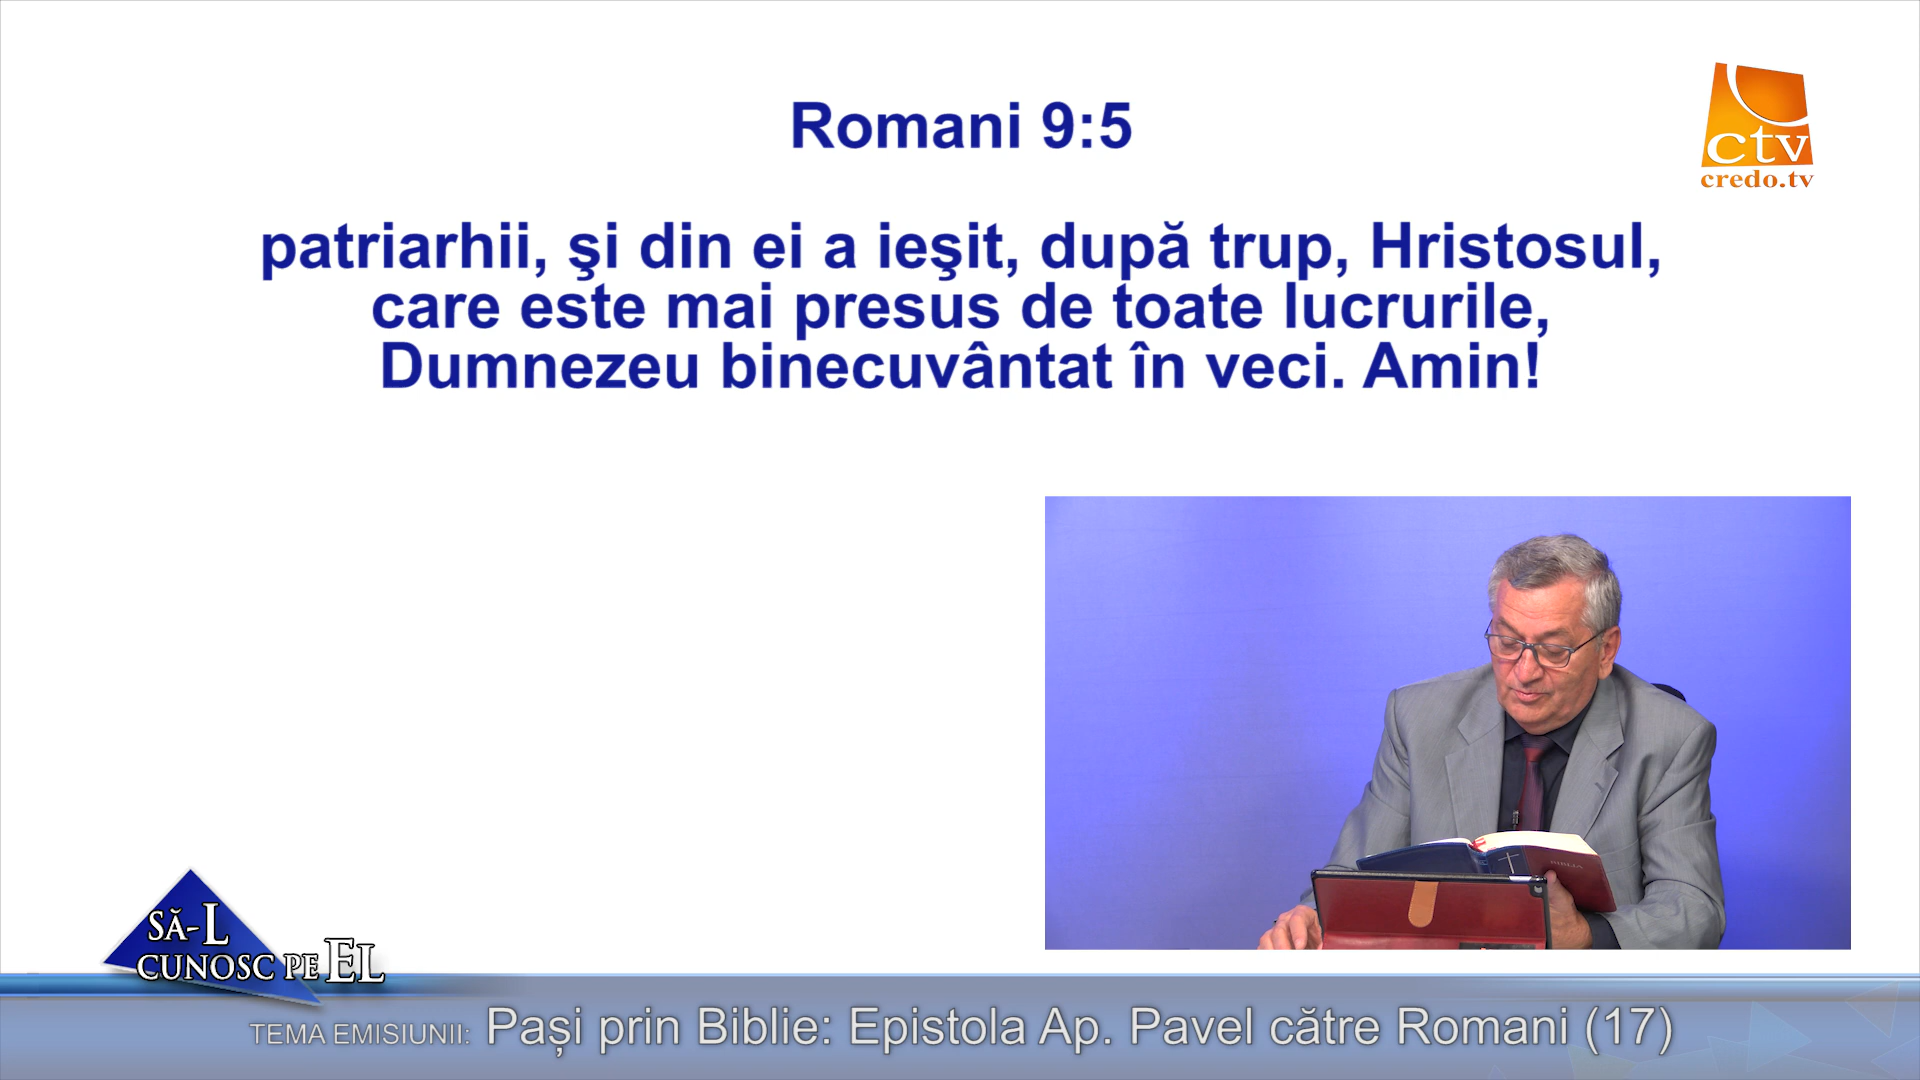 Romani 9:5
ctv
credo.tv
patriarhii, şi din ei a ieşit, după trup, Hristosul,
care este mai presus de toate lucrurile,
Dumnezeu binecuvântat în veci. Amin!
BIBLIA
SĂ-L
CUNOSC PE EL
TEMA EMISIUNII: Pași prin Biblie: Epistola Ap. Pavel către Romani (17)